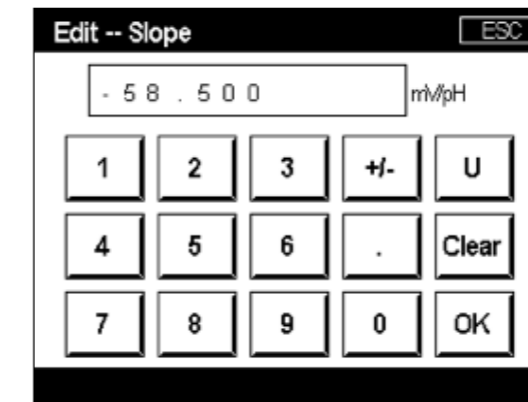 Edit -- Slope ESC
- 5 8 . 5 0 0 mV/pH
1 2 3 +/- U
4 5 6 . Clear
7 8 9 0 OK